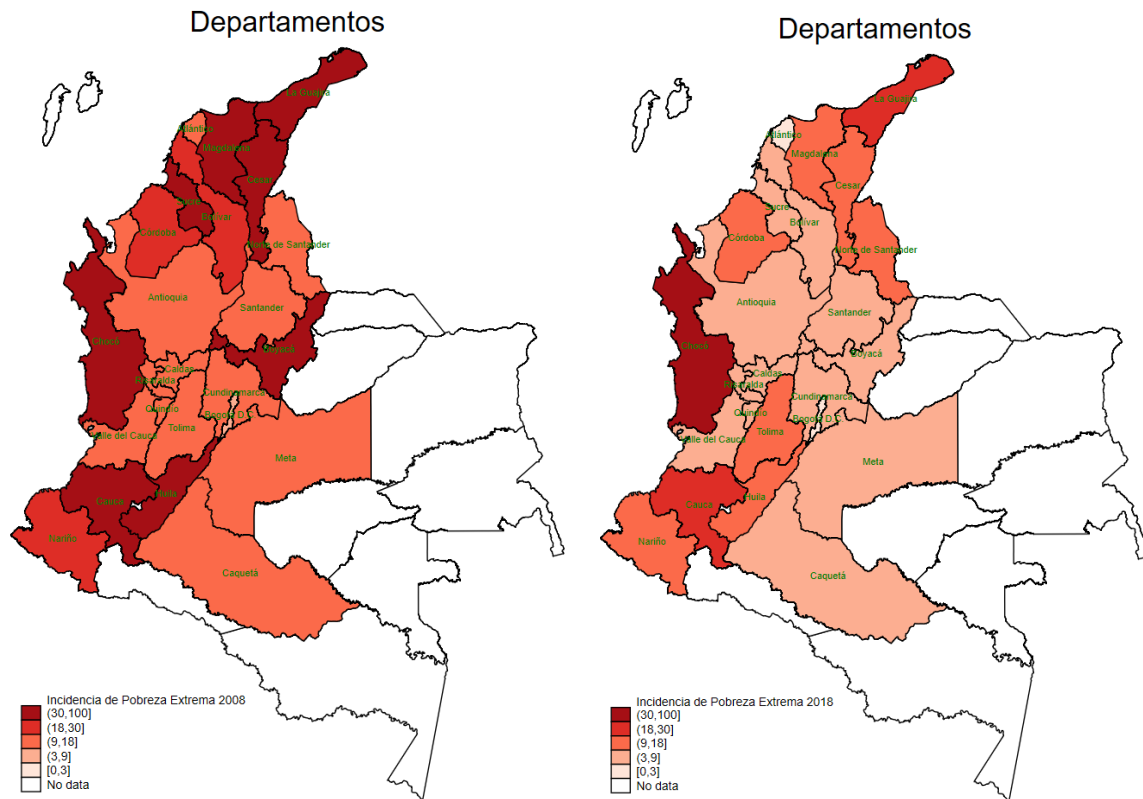 Departamentos
La Guajira
Atlántico
Magdalena
Cesar
Sucre
Bolívar
Córdoba
Norte de Santander
Antioquia
Santander
Chocó
Boyacá
Caldas
Risaralda
Cundinamarca
Quindío
Bogotá D.C.
Tolima
Valle del Cauca
Meta
Huila
Cauca
Nariño
Caquetá
Incidencia de Pobreza Extrema 2008
(30,100]
(18,30]
(9,18]
(3,9]
[0,3]
No data
Departamentos
La Guajira
Atlántico
Magdalena
Cesar
Sucre
Bolívar
Córdoba
Norte de Santander
Antioquia
Santander
Chocó
Boyacá
Caldas
Risaralda
Cundinamarca
Quindío
Bogotá D.C.
Tolima
Valle del Cauca
Meta
Huila
Cauca
Nariño
Caquetá
Incidencia de Pobreza Extrema 2018
(30,100]
(18,30]
(9,18]
(3,9]
[0,3]
No data